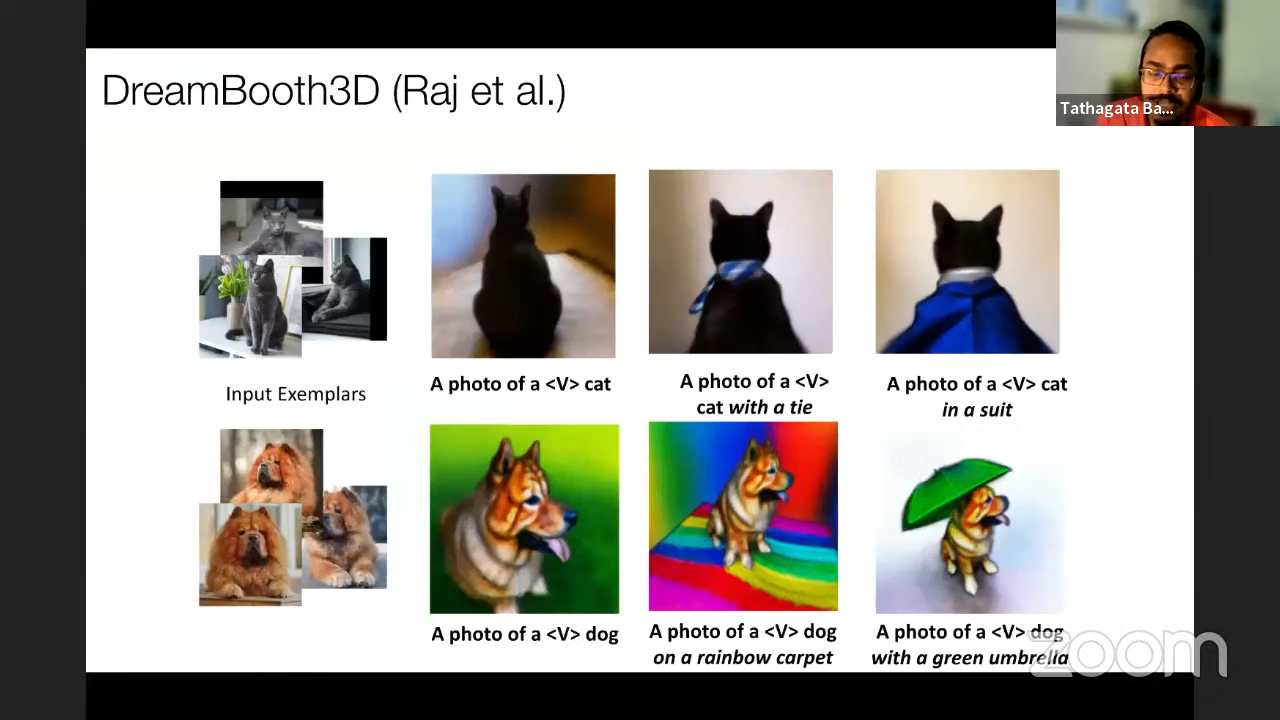 DreamBooth3D (Raj et al.)
Tathagata Ba...
Input Exemplars
A photo of a <V> cat
A photo of a <V>
cat with a tie
A photo of a <V> cat
in a suit
A photo of a <V> dog
A photo of a <V> dog
on a rainbow carpet
A photo of a <V> dog
with a green umbrella
zoom